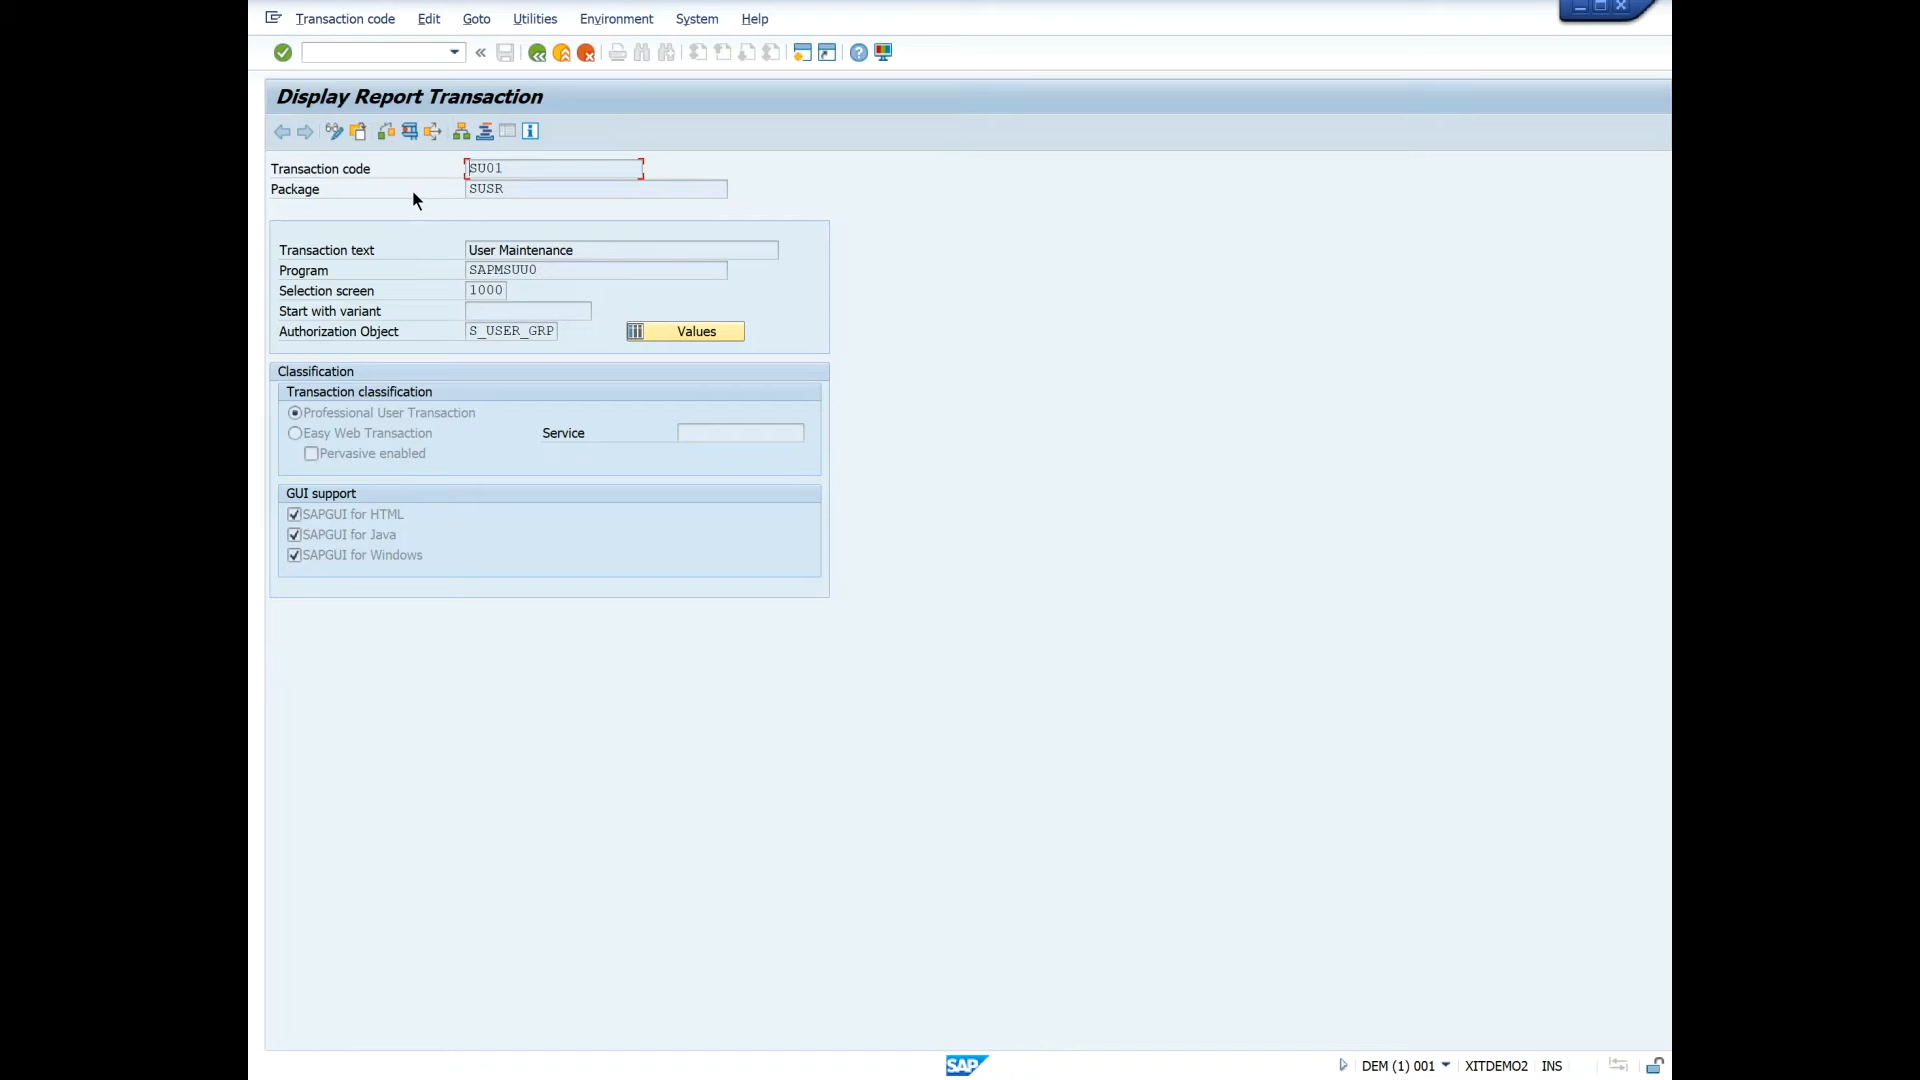 Transaction code Edit Goto Utilities Environment System Help
Display Report Transaction
Transaction code SU01
Package SUSR
Transaction text User Maintenance
Program SAPMSUU0
Selection screen 1000
Start with variant
Authorization Object S_USER_GRP Values
Classification
Transaction classification
Professional User Transaction
Easy Web Transaction Service
Pervasive enabled
GUI support
SAPGUI for HTML
SAPGUI for Java
SAPGUI for Windows
SAP DEM (1) 001 XITDEMO2 INS